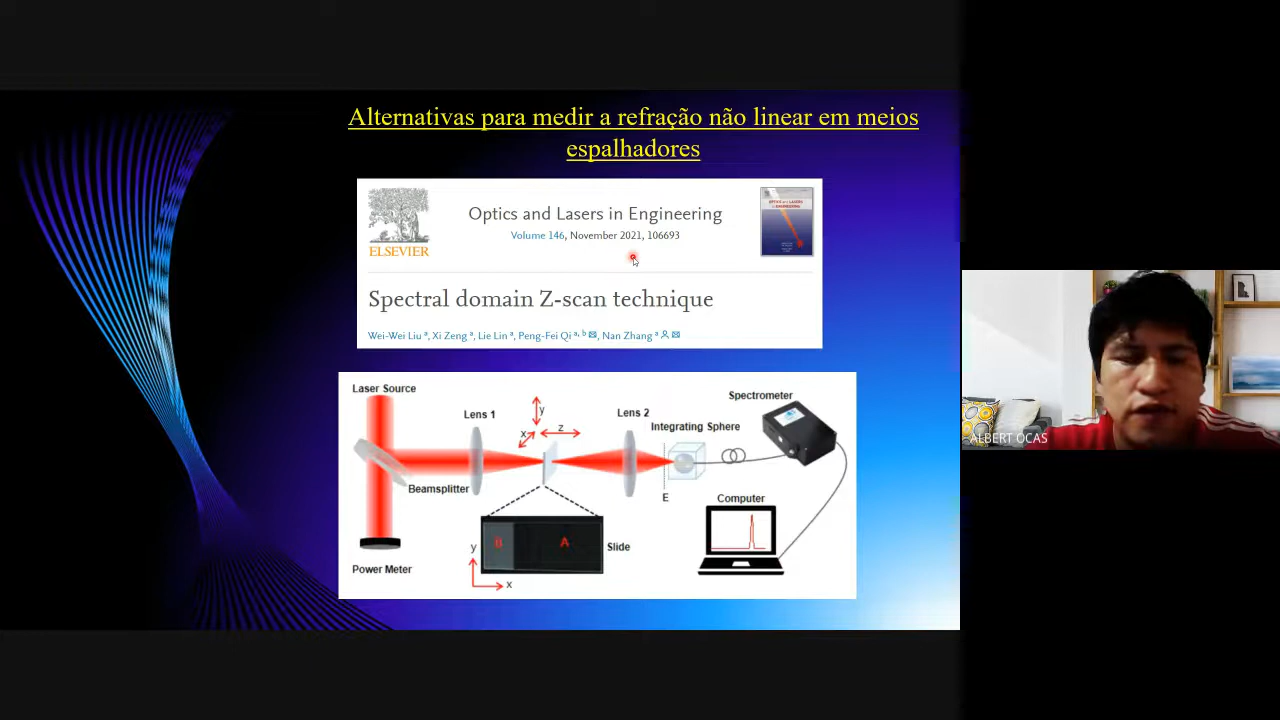 Alternativas para medir a refração não linear em meios
espalhadores
ELSEVIER
Optics and Lasers in Engineering
Volume 146, November 2021, 106693
Spectral domain Z-scan technique
Wei-Wei Liu ᵃ, Xi Zeng ᵃ, Lie Lin ᵃ, Peng-Fei Qi ᵃ, ᵇ, Nan Zhang ᵃ
Laser Source
Lens 1
y
x
z
Lens 2
Integrating Sphere
Spectrometer
Beamsplitter
E
Computer
B
A
Slide
y
x
Power Meter
ALBERT OCAS